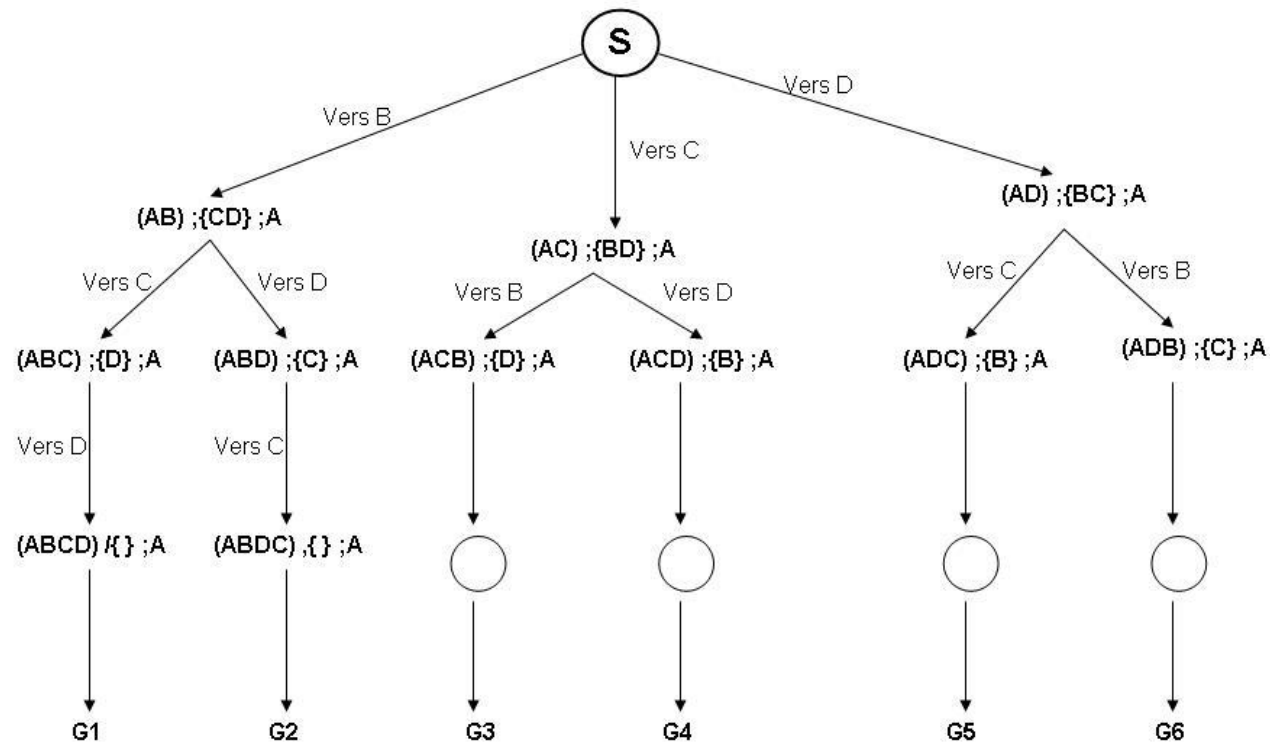 S
Vers B
Vers C
Vers D
(AB) ;{CD} ;A
(AC) ;{BD} ;A
(AD) ;{BC} ;A
Vers C
Vers D
Vers B
Vers D
Vers C
Vers B
(ABC) ;{D} ;A
(ABD) ;{C} ;A
(ACB) ;{D} ;A
(ACD) ;{B} ;A
(ADC) ;{B} ;A
(ADB) ;{C} ;A
Vers D
Vers C
(ABCD) /{ } ;A
(ABDC) ,{ } ;A
G1
G2
G3
G4
G5
G6